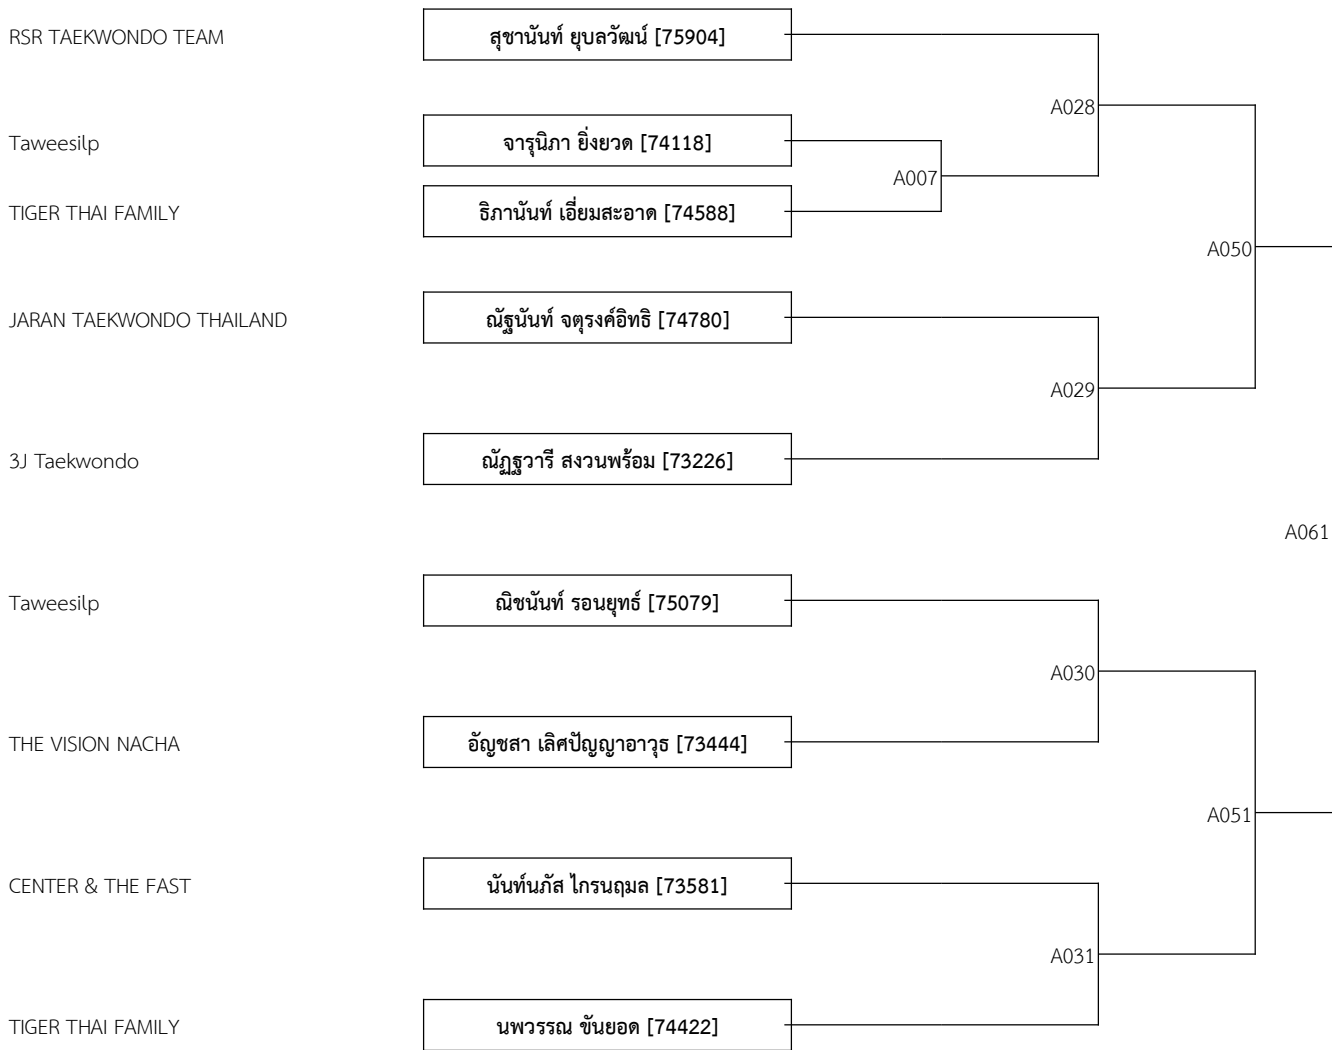 RSR TAEKWONDO TEAM
สุชานันท์ ยุบลวัฒน์ [75904]
A028
Taweesilp
จารุนิภา ยิ่งยวด [74118]
A007
TIGER THAI FAMILY
ธิภานันท์ เอี่ยมสะอาด [74588]
A050
JARAN TAEKWONDO THAILAND
ณัฐนันท์ จตุรงค์อิทธิ [74780]
A029
3J Taekwondo
ณัฏฐวารี สงวนพร้อม [73226]
A061
Taweesilp
ณิชนันท์ รอนยุทธ์ [75079]
A030
THE VISION NACHA
อัญชสา เลิศปัญญาอาวุธ [73444]
A051
CENTER & THE FAST
นันท์นภัส ไกรนฤมล [73581]
A031
TIGER THAI FAMILY
นพวรรณ ขันยอด [74422]